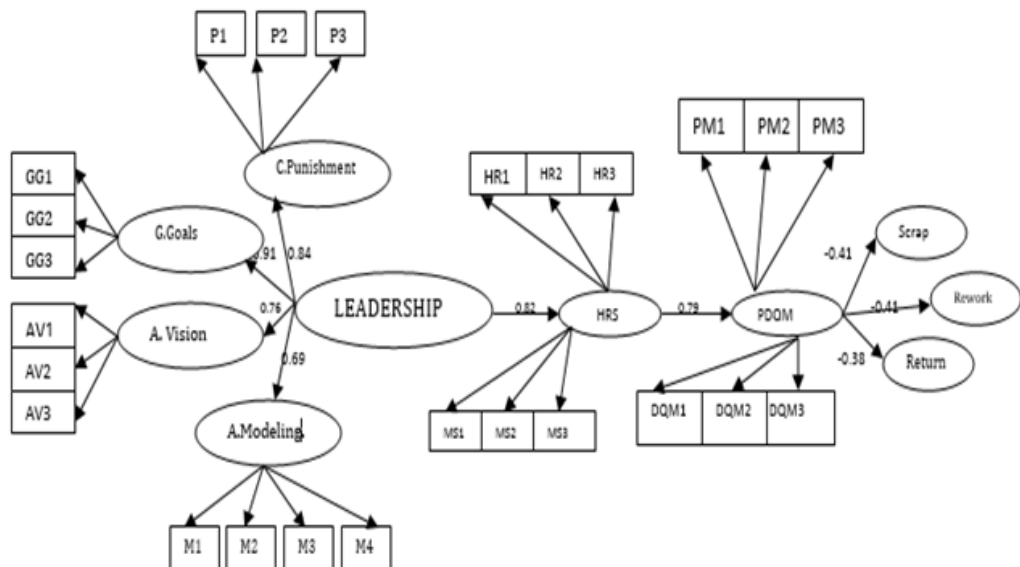 P1 P2 P3
C.Punishment
GG1
GG2
GG3
G.Goals
0.91
0.84
AV1
AV2
AV3
A. Vision
0.76
LEADERSHIP
0.69
A.Modeling
M1 M2 M3 M4
0.82
HR1 HR2 HR3
HRS
MS1 MS2 MS3
0.79
PM1 PM2 PM3
PDQM
DQM1 DQM2 DQM3
-0.41
Scrap
-0.41
Rework
-0.38
Return